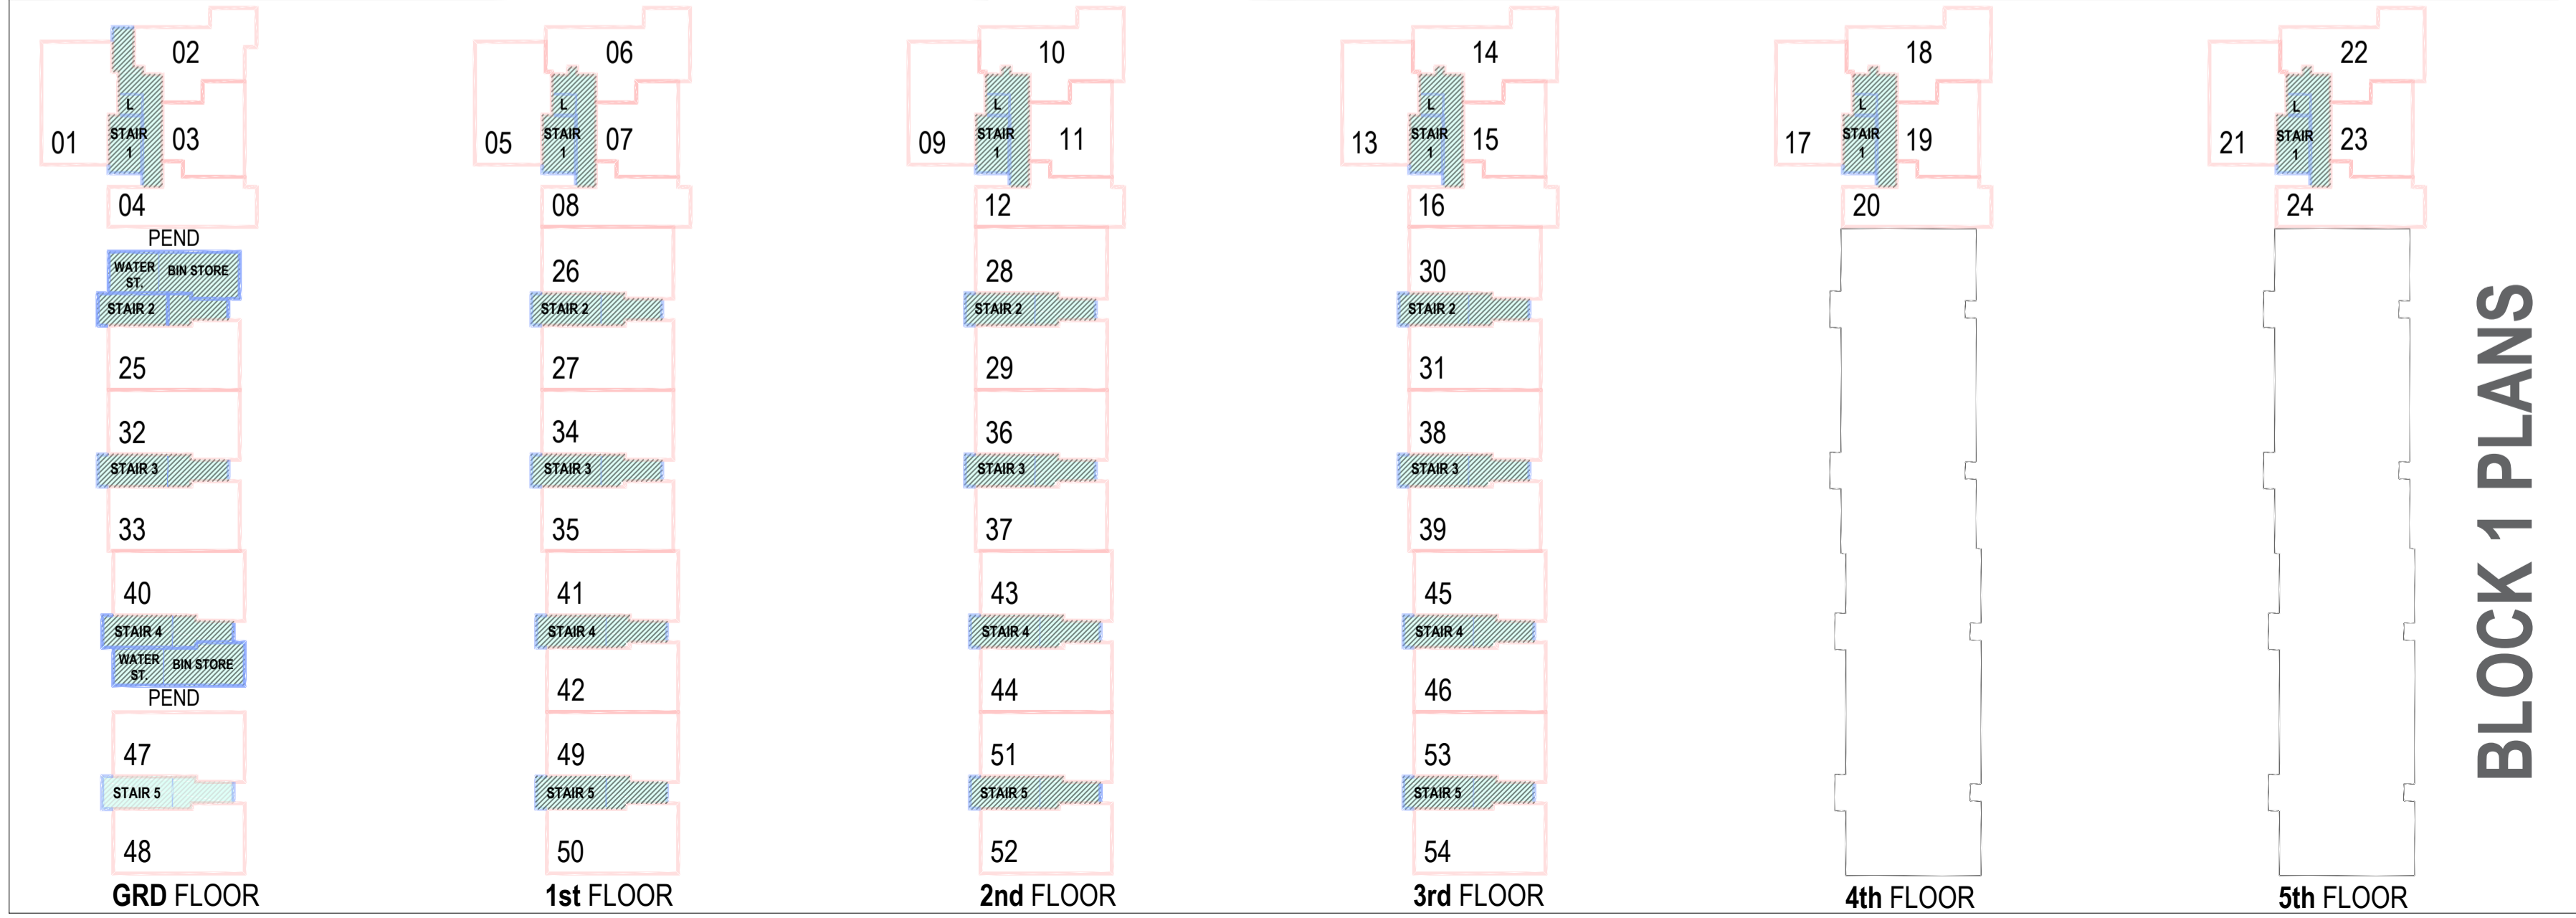 02
L
STAIR
1
01
03
04
PEND
WATER
ST.
BIN STORE
STAIR 2
25
32
STAIR 3
33
40
STAIR 4
WATER
ST.
BIN STORE
PEND
47
STAIR 5
48
GRD FLOOR
06
L
STAIR
1
05
07
08
26
STAIR 2
27
34
STAIR 3
35
41
STAIR 4
42
49
STAIR 5
50
1st FLOOR
10
L
STAIR
1
09
11
12
28
STAIR 2
29
36
STAIR 3
37
43
STAIR 4
44
51
STAIR 5
52
2nd FLOOR
14
L
STAIR
1
13
15
16
30
STAIR 2
31
38
STAIR 3
39
45
STAIR 4
46
53
STAIR 5
54
3rd FLOOR
18
L
STAIR
1
17
19
20
4th FLOOR
22
L
STAIR
1
21
23
24
5th FLOOR
BLOCK 1 PLANS